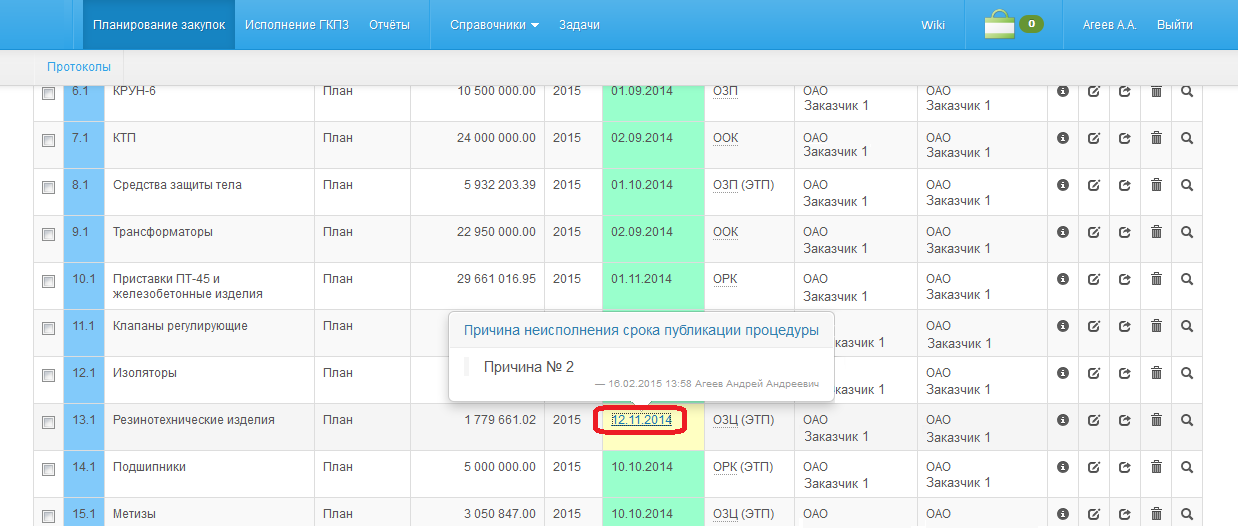 Планирование закупок Исполнение ГКПЗ Отчёты Справочники Задачи Wiki 0 Агеев А.А. Выйти
Протоколы
6.1 КРУН-6 План 10 500 000.00 2015 01.09.2014 ОЗП ОАО ОАО
Заказчик 1 Заказчик 1
7.1 КТП План 24 000 000.00 2015 02.09.2014 ООК ОАО ОАО
Заказчик 1 Заказчик 1
8.1 Средства защиты тела План 5 932 203.39 2015 01.10.2014 ОЗП (ЭТП) ОАО ОАО
Заказчик 1 Заказчик 1
9.1 Трансформаторы План 22 950 000.00 2015 02.09.2014 ООК ОАО ОАО
Заказчик 1 Заказчик 1
10.1 Приставки ПТ-45 и План 29 661 016.95 2015 01.11.2014 ОРК ОАО ОАО
железобетонные изделия Заказчик 1 Заказчик 1
11.1 Клапаны регулирующие План ОАО
Причина неисполнения срока публикации процедуры
казчик 1 Заказчик 1
Причина № 2
12.1 Изоляторы План ОАО
— 16.02.2015 13:58 Агеев Андрей Андреевич
казчик 1 Заказчик 1
13.1 Резинотехнические изделия План 1 779 661.02 2015 12.11.2014 ОЗЦ (ЭТП) ОАО ОАО
Заказчик 1 Заказчик 1
14.1 Подшипники План 5 000 000.00 2015 10.10.2014 ОРК (ЭТП) ОАО ОАО
Заказчик 1 Заказчик 1
15.1 Метизы План 3 050 847.00 2015 10.10.2014 ОЗЦ (ЭТП) ОАО ОАО